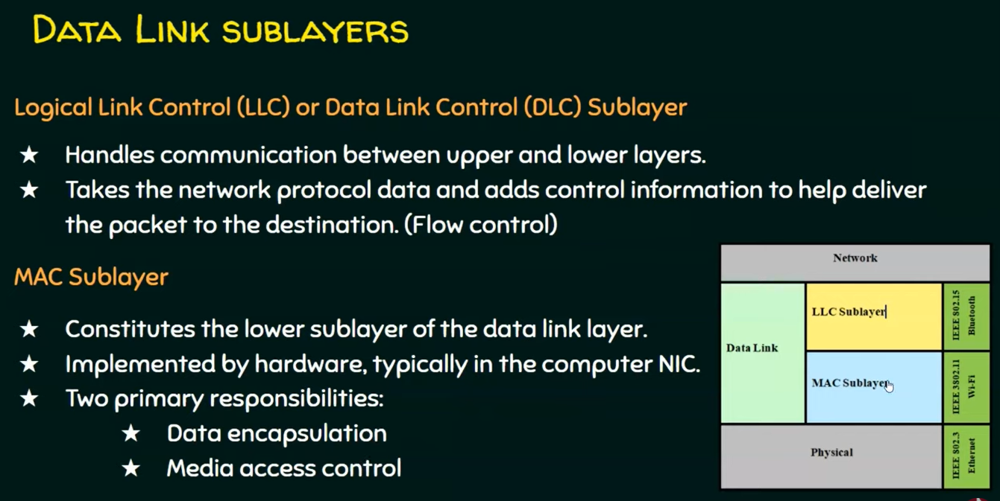 DATA LINK SUBLAYERS
Logical Link Control (LLC) or Data Link Control (DLC) Sublayer
★ Handles communication between upper and lower layers.
★ Takes the network protocol data and adds control information to help deliver
the packet to the destination. (Flow control)
MAC Sublayer
★ Constitutes the lower sublayer of the data link layer.
★ Implemented by hardware, typically in the computer NIC.
★ Two primary responsibilities:
★ Data encapsulation
★ Media access control
Network
Data Link
LLC Sublayer
MAC Sublayer
Physical
IEEE 802.15
Bluetooth
IEEE 3802.11
Wi-Fi
IEEE 802.3
Ethernet